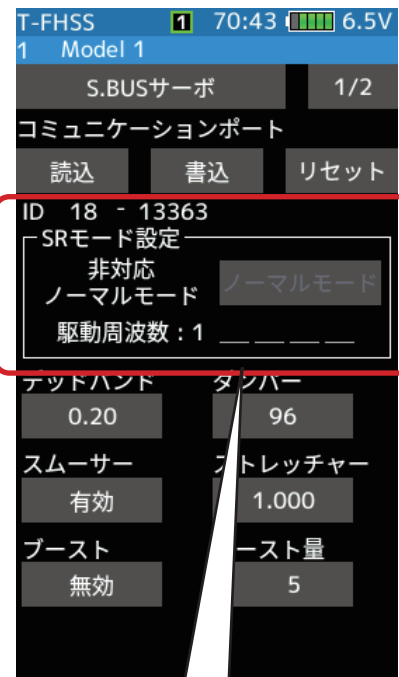 T-FHSS 1 70:43 6.5V
1 Model 1
S.BUSサーボ 1/2
コミュニケーションポート
読込 書込 リセット
ID 18 - 13363
SRモード設定
非対応
ノーマルモード ノーマルモード
駆動周波数：1 __ __ __ __
デッドバンド ダンパー
0.20 96
スムーサー ストレッチャー
有効 1.000
ブースト ースト量
無効 5